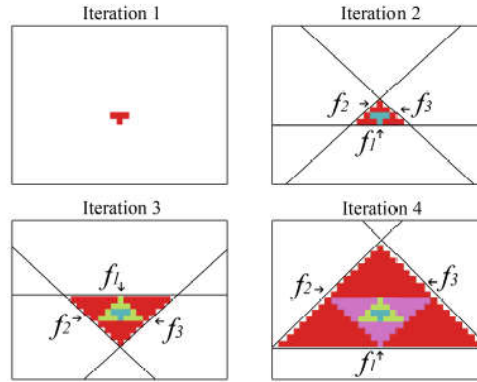 Iteration 1
Iteration 2
f2
f3
f1
Iteration 3
f1
f2
f3
Iteration 4
f2
f3
f1